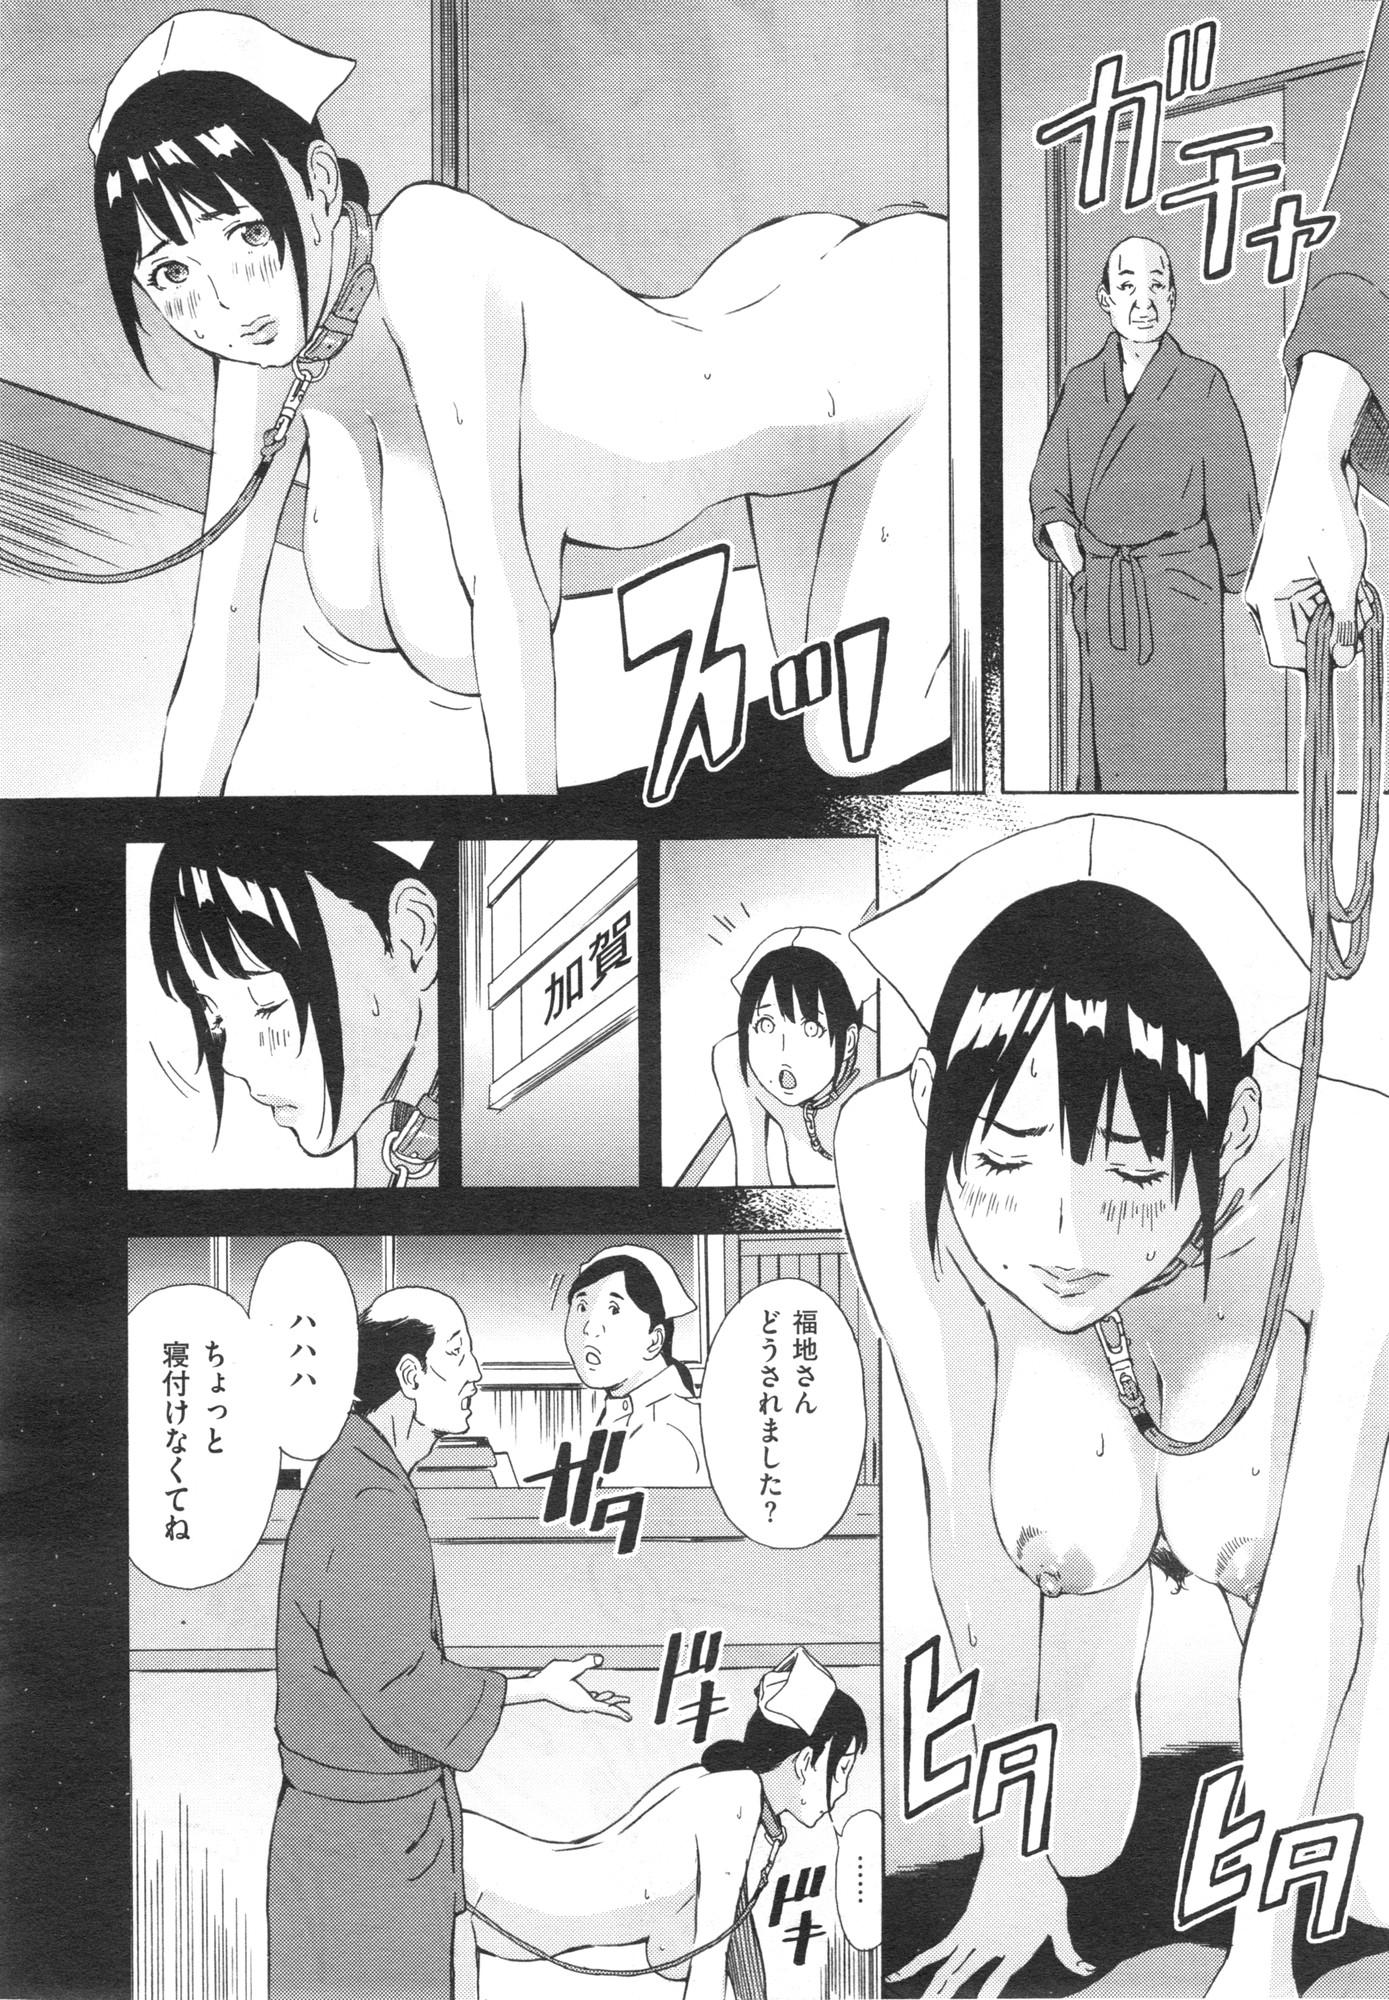 ガチャ
スッ
ヒタ
ヒタ
加賀
福地さん
どうされました？
ガタ
ハハハ
ちょっと
寝付けなくてね
ドキ
ドキ
……